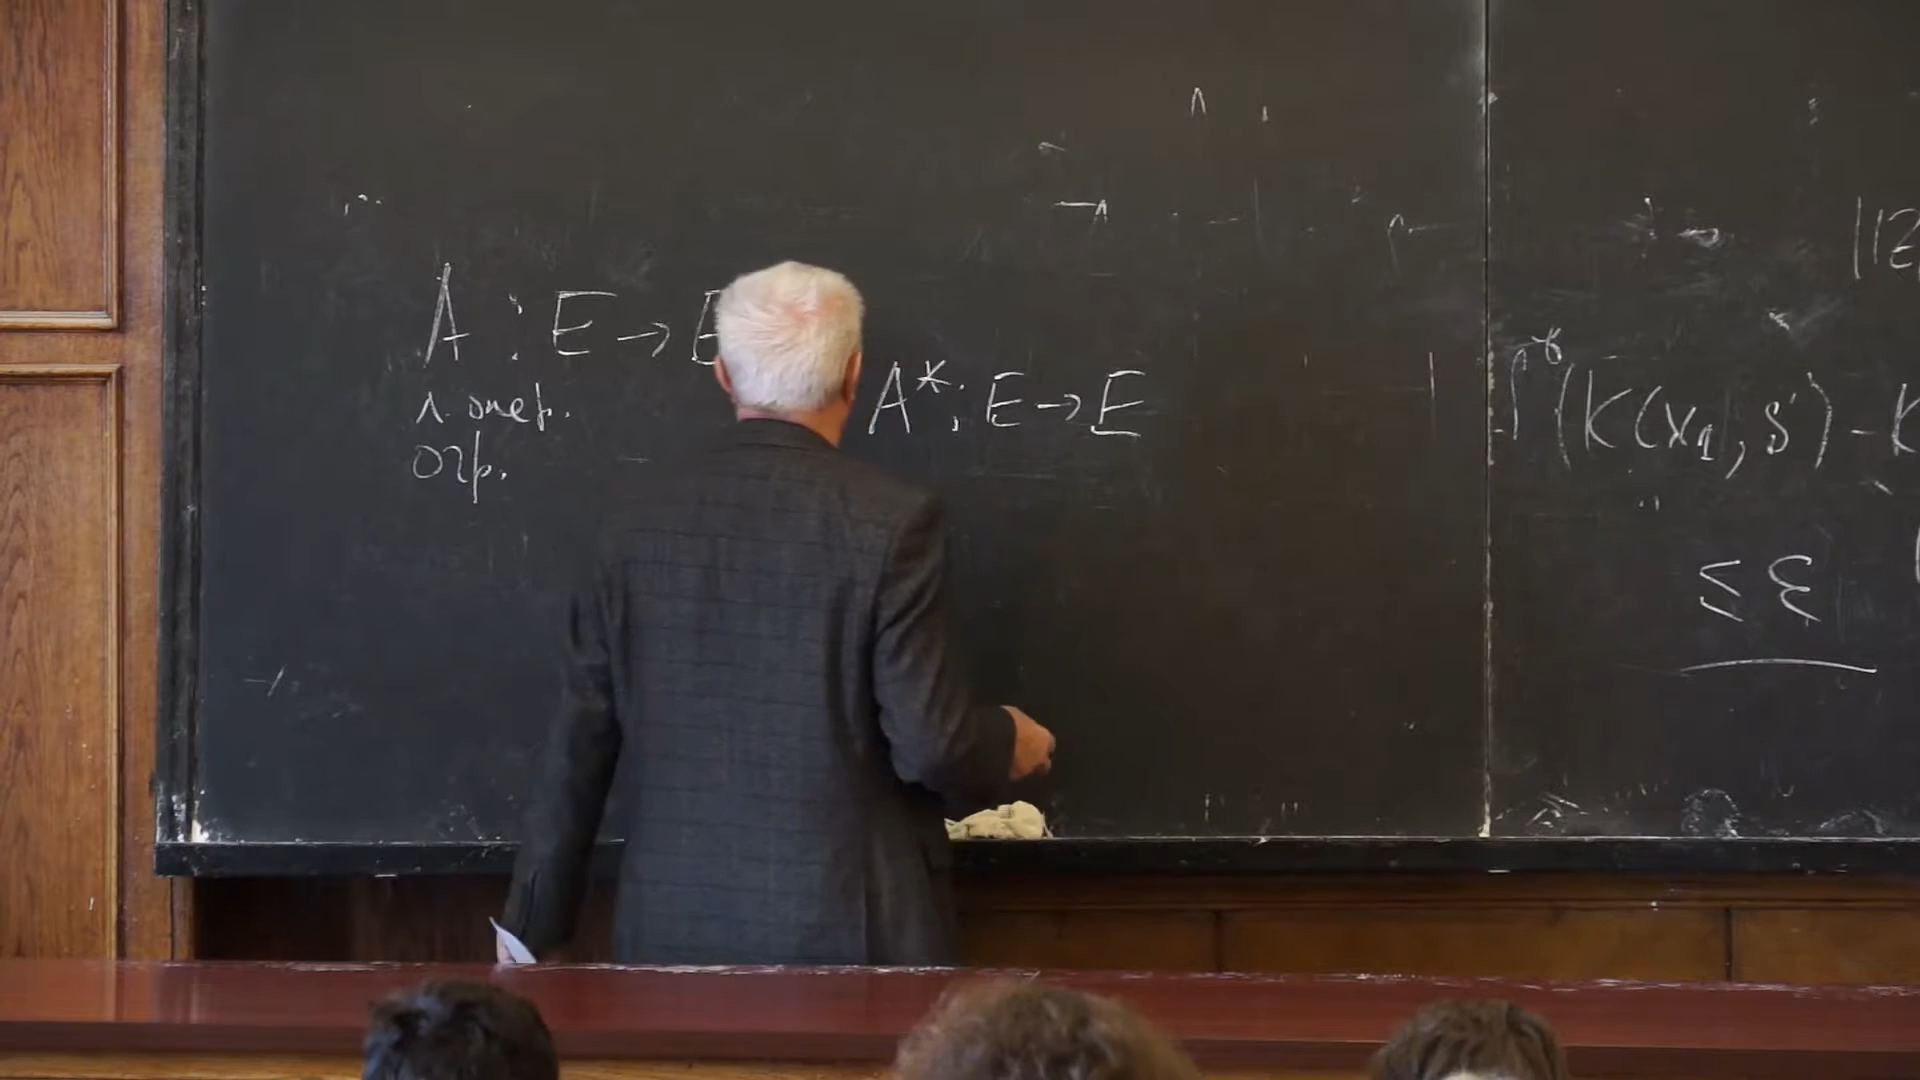 A : E → E
л. опер.
огр.
A* : E → E
||z
∫ (K(x₁, s) - K
≤ ε